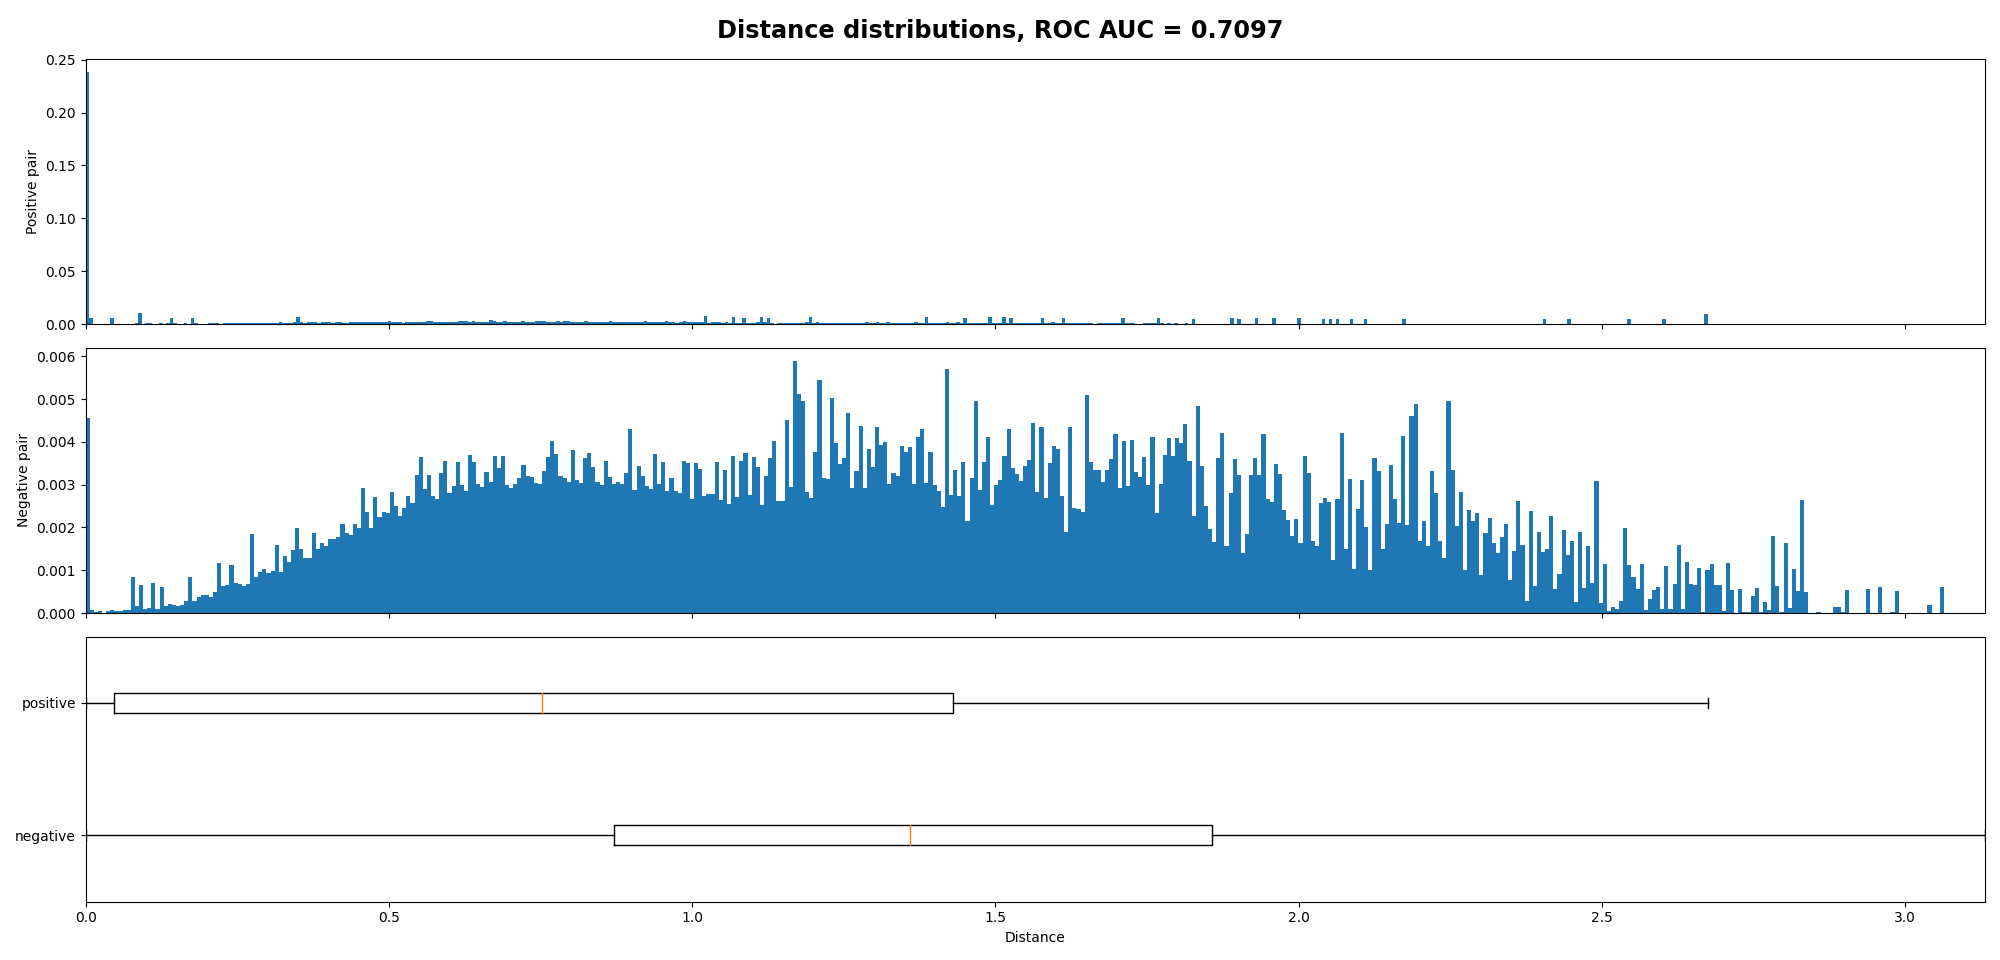 Distance distributions, ROC AUC = 0.7097
0.25
0.20
0.15
0.10
0.05
0.00
Positive pair
0.006
0.005
0.004
0.003
0.002
0.001
0.000
Negative pair
positive
negative
0.0 0.5 1.0 1.5 2.0 2.5 3.0
Distance